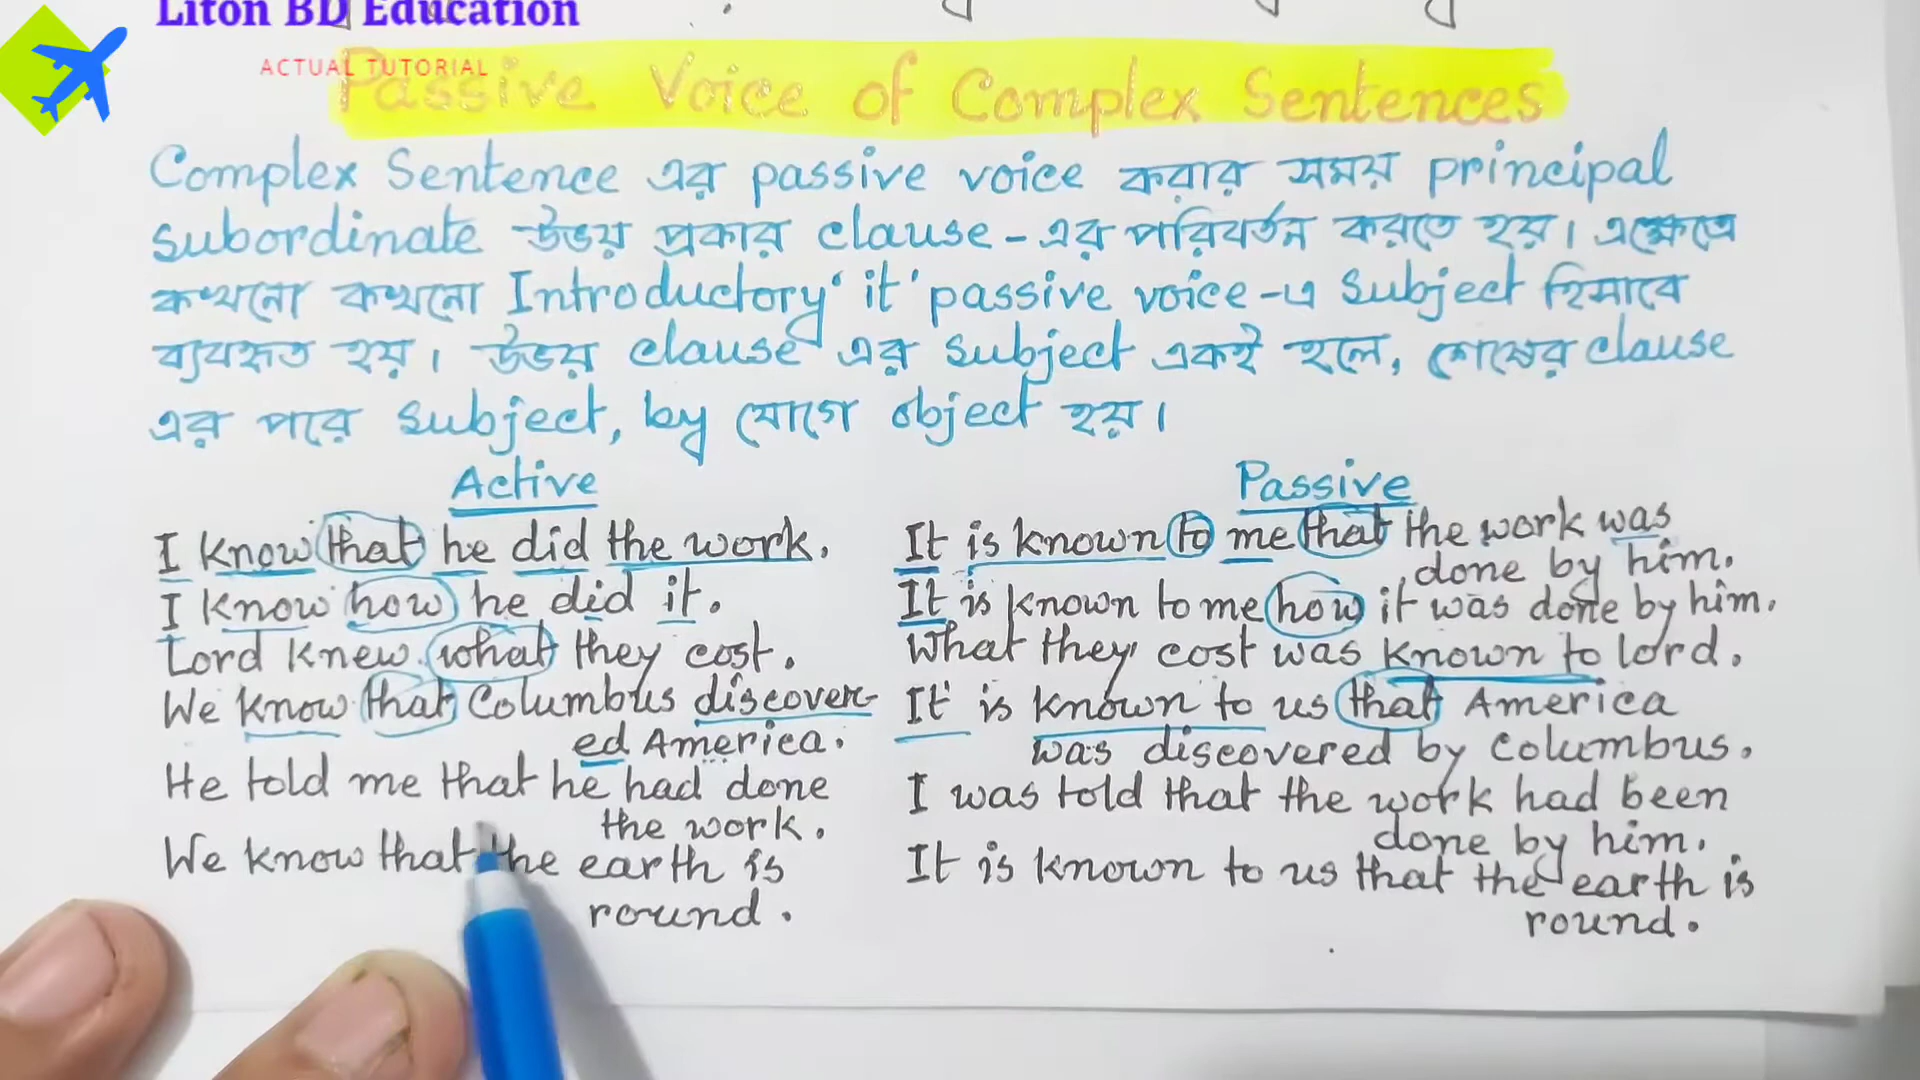 Liton BD Education
ACTUAL TUTORIAL
Passive Voice of Complex Sentences
Complex Sentence এর passive voice করার সময় principal
subordinate উভয় প্রকার clause-এর পরিবর্তন করতে হয়। এক্ষেত্রে
কখনো কখনো Introductory 'it' passive voice-এ subject হিসাবে
ব্যবহৃত হয়। উভয় clause এর subject একই হলে, শেষের clause
এর পরে subject, by যোগে object হয়।
Active
Passive
I know that he did the work.
It is known to me that the work was
done by him.
I know how he did it.
It is known to me how it was done by him.
Lord knew what they cost.
What they cost was known to lord.
We know that Columbus discover-
ed America.
It is known to us that America
was discovered by Columbus.
He told me that he had done
the work.
I was told that the work had been
done by him.
We know that the earth is
round.
It is known to us that the earth is
round.